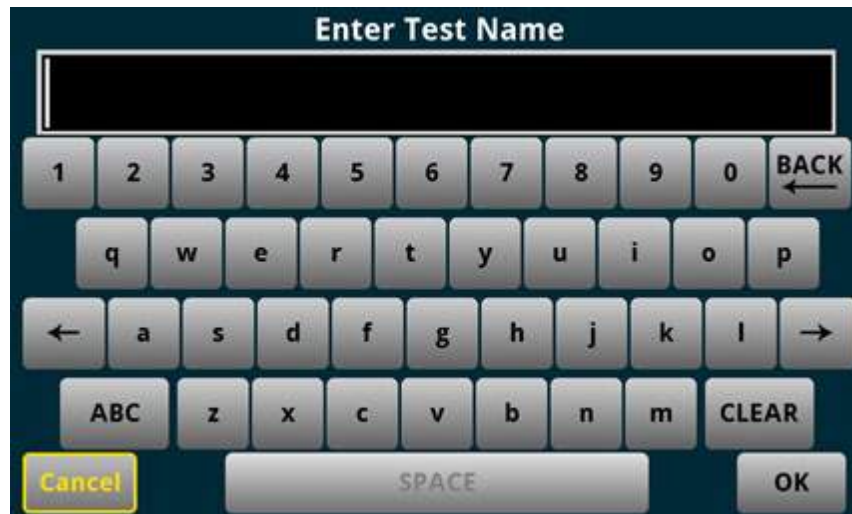 Enter Test Name
1 2 3 4 5 6 7 8 9 0 BACK
←
q w e r t y u i o p
← a s d f g h j k l →
ABC z x c v b n m CLEAR
Cancel SPACE OK